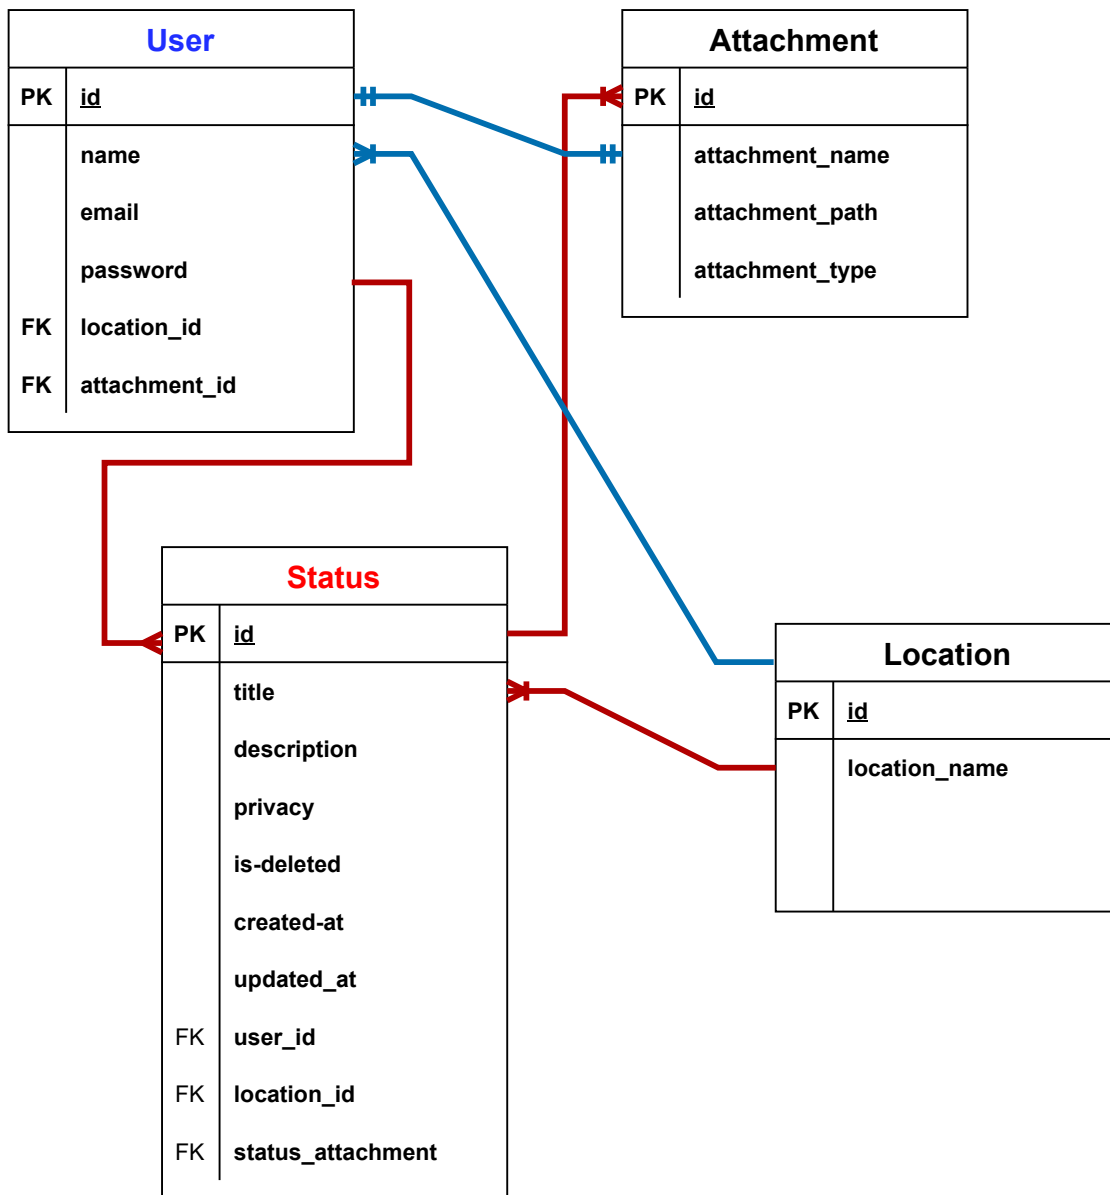 User
PK id
name
email
password
FK location_id
FK attachment_id
Attachment
PK id
attachment_name
attachment_path
attachment_type
Status
PK id
title
description
privacy
is-deleted
created-at
updated_at
FK user_id
FK location_id
FK status_attachment
Location
PK id
location_name